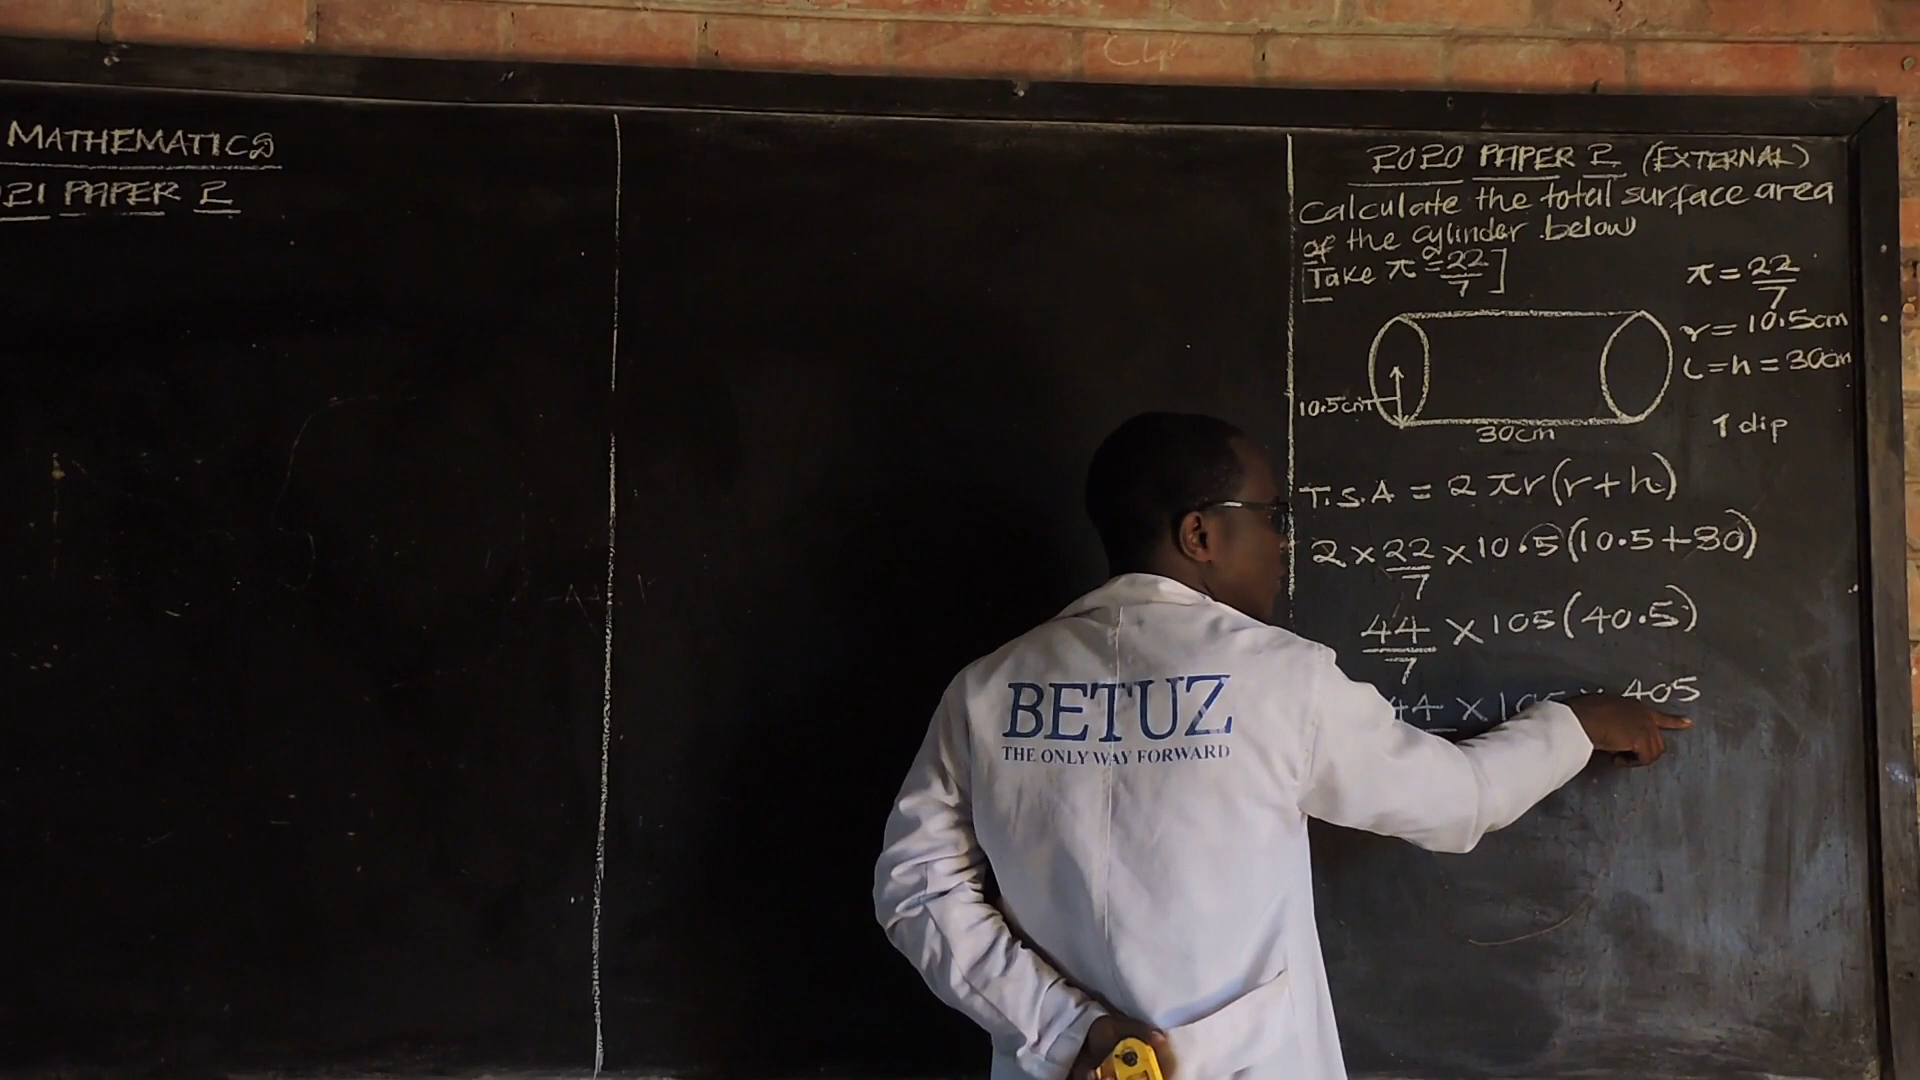 MATHEMATICS
21 PAPER 2
2020 PAPER 2 (EXTERNAL)
Calculate the total surface area
of the cylinder below
[Take π = 22/7]
π = 22/7
r = 10.5cm
L = h = 30cm
1 dip
10.5cm
30cm
T.S.A = 2πr(r+h)
2 × 22/7 × 10.5(10.5+30)
44/7 × 105(40.5)
44 × 105 × 405
BETUZ
THE ONLY WAY FORWARD